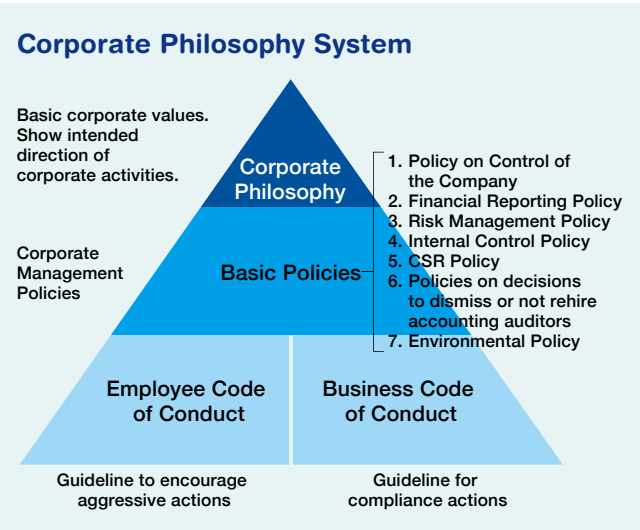 Corporate Philosophy System
Basic corporate values.
Show intended
direction of
corporate activities.
Corporate
Philosophy
Corporate
Management
Policies
Basic Policies
1. Policy on Control of
the Company
2. Financial Reporting Policy
3. Risk Management Policy
4. Internal Control Policy
5. CSR Policy
6. Policies on decisions
to dismiss or not rehire
accounting auditors
7. Environmental Policy
Employee Code
of Conduct
Business Code
of Conduct
Guideline to encourage
aggressive actions
Guideline for
compliance actions